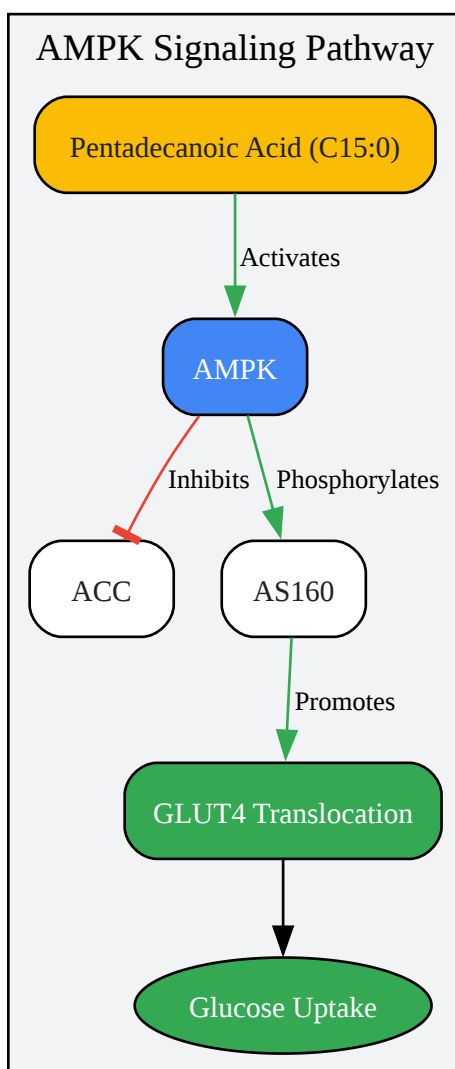 AMPK Signaling Pathway
Pentadecanoic Acid (C15:0)
Activates
AMPK
Inhibits
Phosphorylates
ACC
AS160
Promotes
GLUT4 Translocation
Glucose Uptake